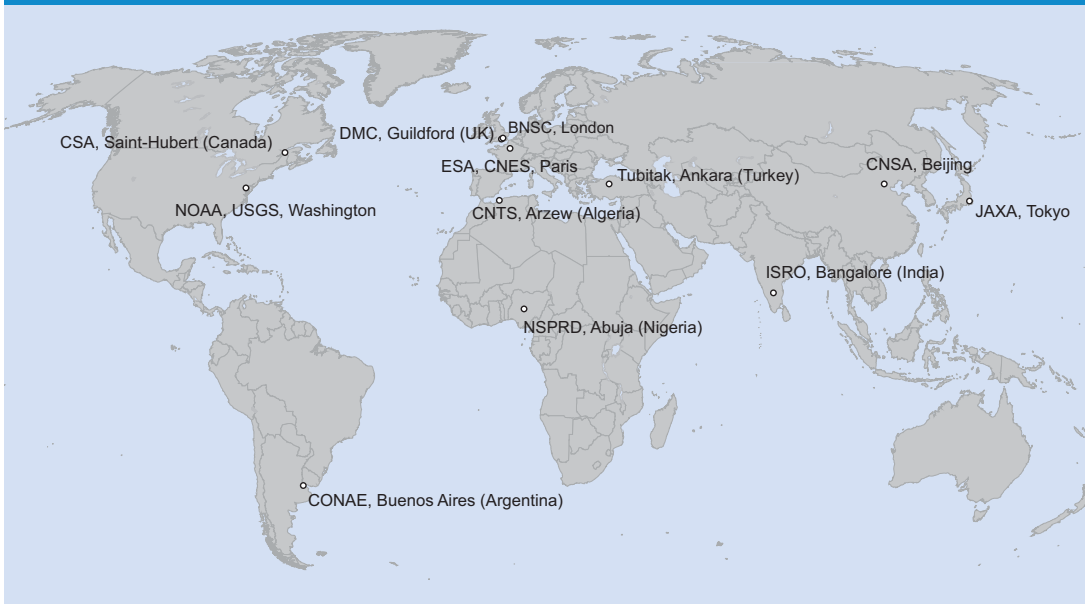 DMC, Guildford (UK)
BNSC, London
CSA, Saint-Hubert (Canada)
ESA, CNES, Paris
CNSA, Beijing
Tubitak, Ankara (Turkey)
NOAA, USGS, Washington
CNTS, Arzew (Algeria)
JAXA, Tokyo
ISRO, Bangalore (India)
NSPRD, Abuja (Nigeria)
CONAE, Buenos Aires (Argentina)